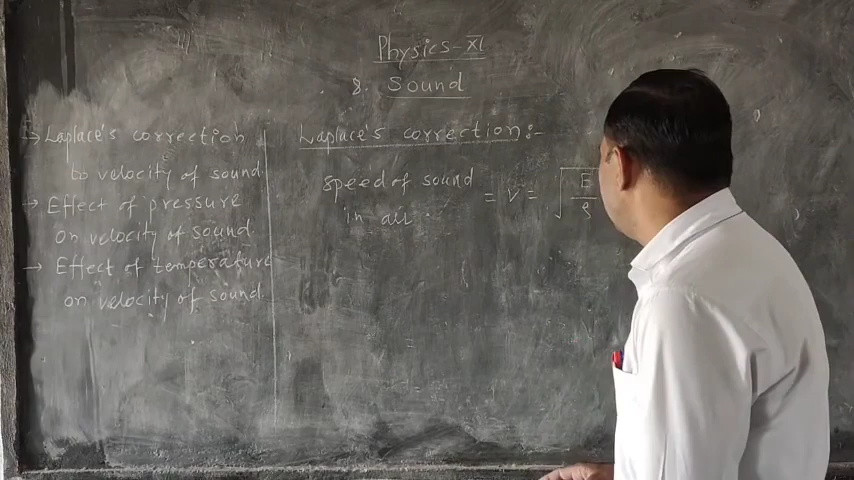 Physics-XI
8. Sound
→ Laplace's correction
to velocity of sound
→ Effect of pressure
on velocity of sound.
→ Effect of temperature
on velocity of sound.
Laplace's correction :-
speed of sound
in air = v = √E/ρ